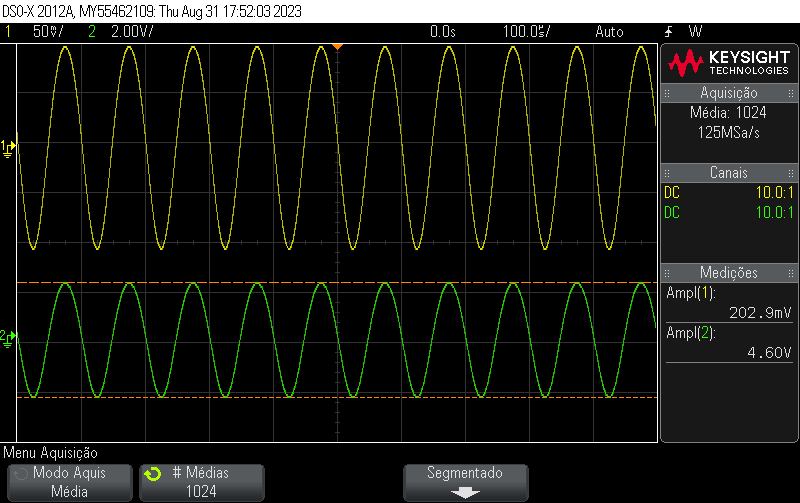 DSO-X 2012A, MY55462109: Thu Aug 31 17:52:03 2023
1 50mV/ 2 2.00V/ 0.0s 100.0us/ Auto W
KEYSIGHT
TECHNOLOGIES
Aquisição
Média: 1024
125MSa/s
Canais
DC 10.0:1
DC 10.0:1
Medições
Ampl(1):
202.9mV
Ampl(2):
4.60V
1
2
Menu Aquisição
Modo Aquis
Média
# Médias
1024
Segmentado